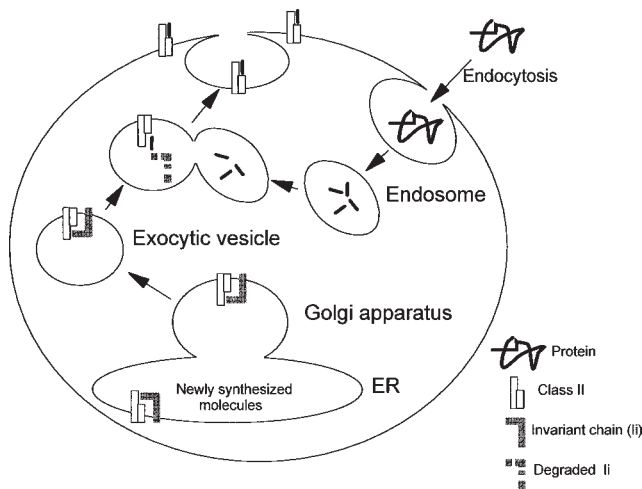 Endocytosis
Endosome
Exocytic vesicle
Golgi apparatus
ER
Newly synthesized
molecules
Protein
Class II
Invariant chain (Ii)
Degraded Ii